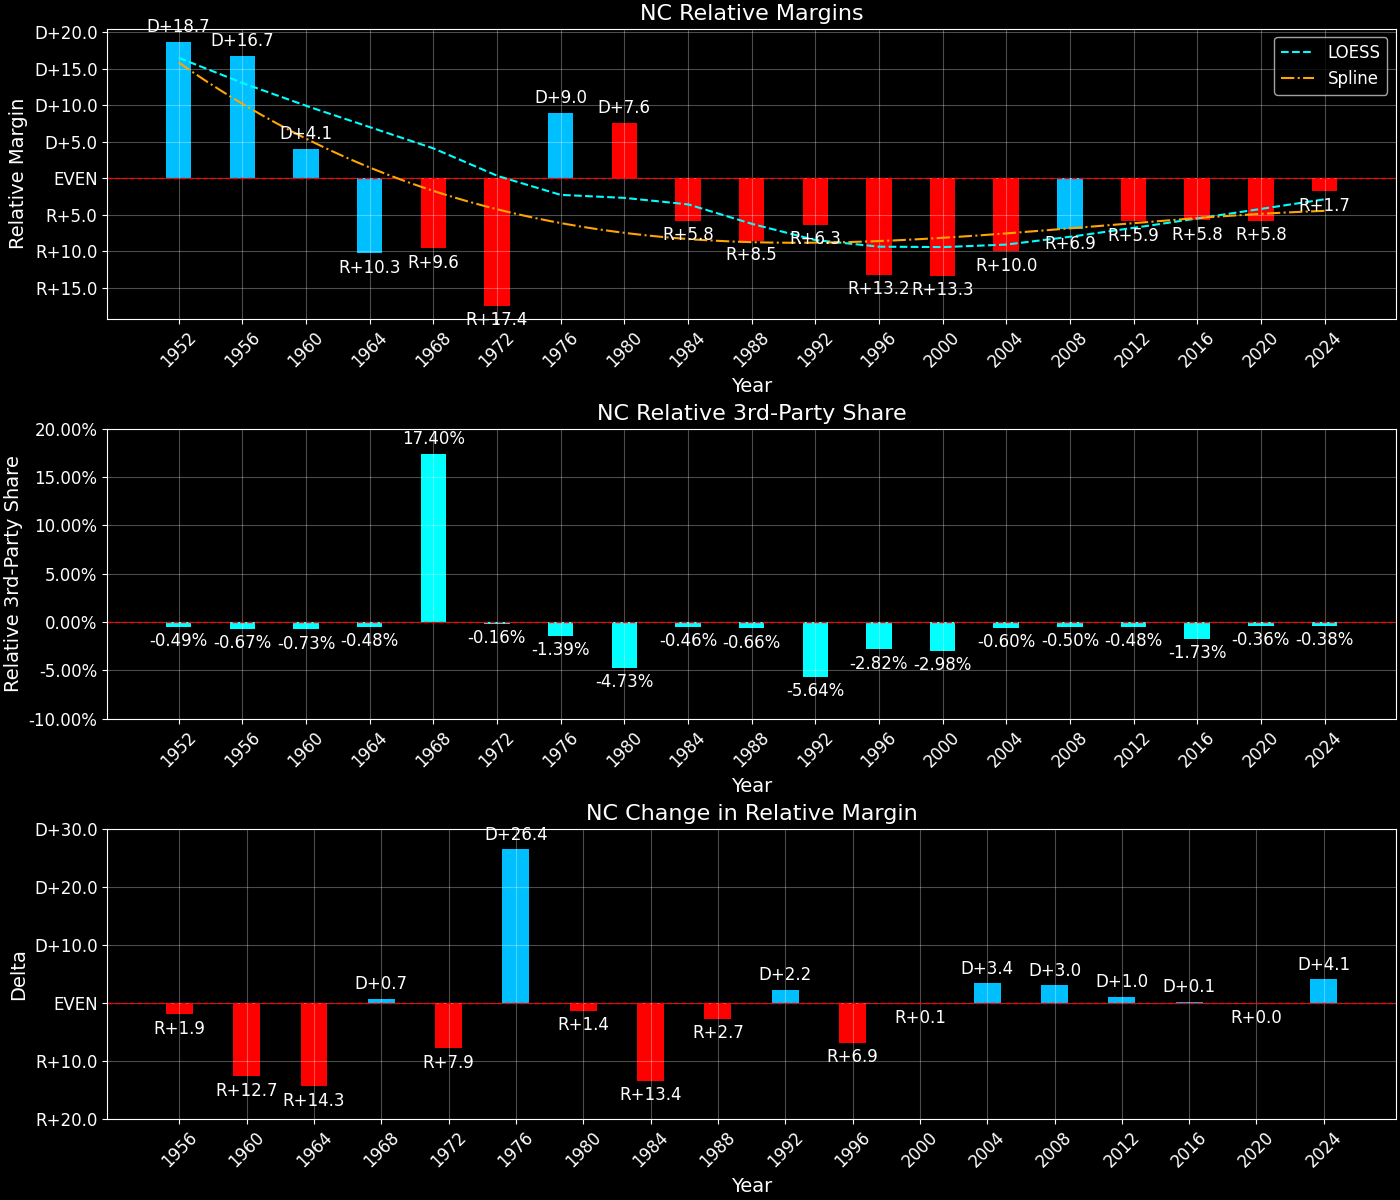 NC Relative Margins
Relative Margin
D+20.0
D+15.0
D+10.0
D+5.0
EVEN
R+5.0
R+10.0
R+15.0
D+18.7
D+16.7
D+4.1
R+10.3
R+9.6
R+17.4
D+9.0
D+7.6
R+5.8
R+8.5
R+6.3
R+13.2
R+13.3
R+10.0
R+6.9
R+5.9
R+5.8
R+5.8
R+1.7
LOESS
Spline
1952 1956 1960 1964 1968 1972 1976 1980 1984 1988 1992 1996 2000 2004 2008 2012 2016 2020 2024
Year
NC Relative 3rd-Party Share
Relative 3rd-Party Share
20.00%
15.00%
10.00%
5.00%
0.00%
-5.00%
-10.00%
-0.49%
-0.67%
-0.73%
-0.48%
17.40%
-0.16%
-1.39%
-4.73%
-0.46%
-0.66%
-5.64%
-2.82%
-2.98%
-0.60%
-0.50%
-0.48%
-1.73%
-0.36%
-0.38%
1952 1956 1960 1964 1968 1972 1976 1980 1984 1988 1992 1996 2000 2004 2008 2012 2016 2020 2024
Year
NC Change in Relative Margin
Delta
D+30.0
D+20.0
D+10.0
EVEN
R+10.0
R+20.0
R+1.9
R+12.7
R+14.3
D+0.7
R+7.9
D+26.4
R+1.4
R+13.4
R+2.7
D+2.2
R+6.9
R+0.1
D+3.4
D+3.0
D+1.0
D+0.1
R+0.0
D+4.1
1956 1960 1964 1968 1972 1976 1980 1984 1988 1992 1996 2000 2004 2008 2012 2016 2020 2024
Year